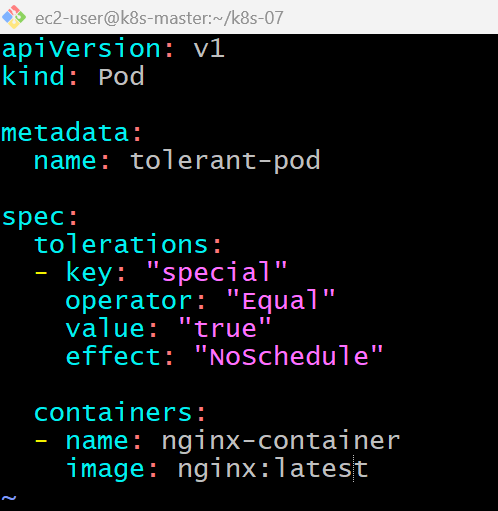 ec2-user@k8s-master:~/k8s-07
apiVersion: v1
kind: Pod
metadata:
  name: tolerant-pod
spec:
  tolerations:
  - key: "special"
    operator: "Equal"
    value: "true"
    effect: "NoSchedule"
  containers:
  - name: nginx-container
    image: nginx:latest
~